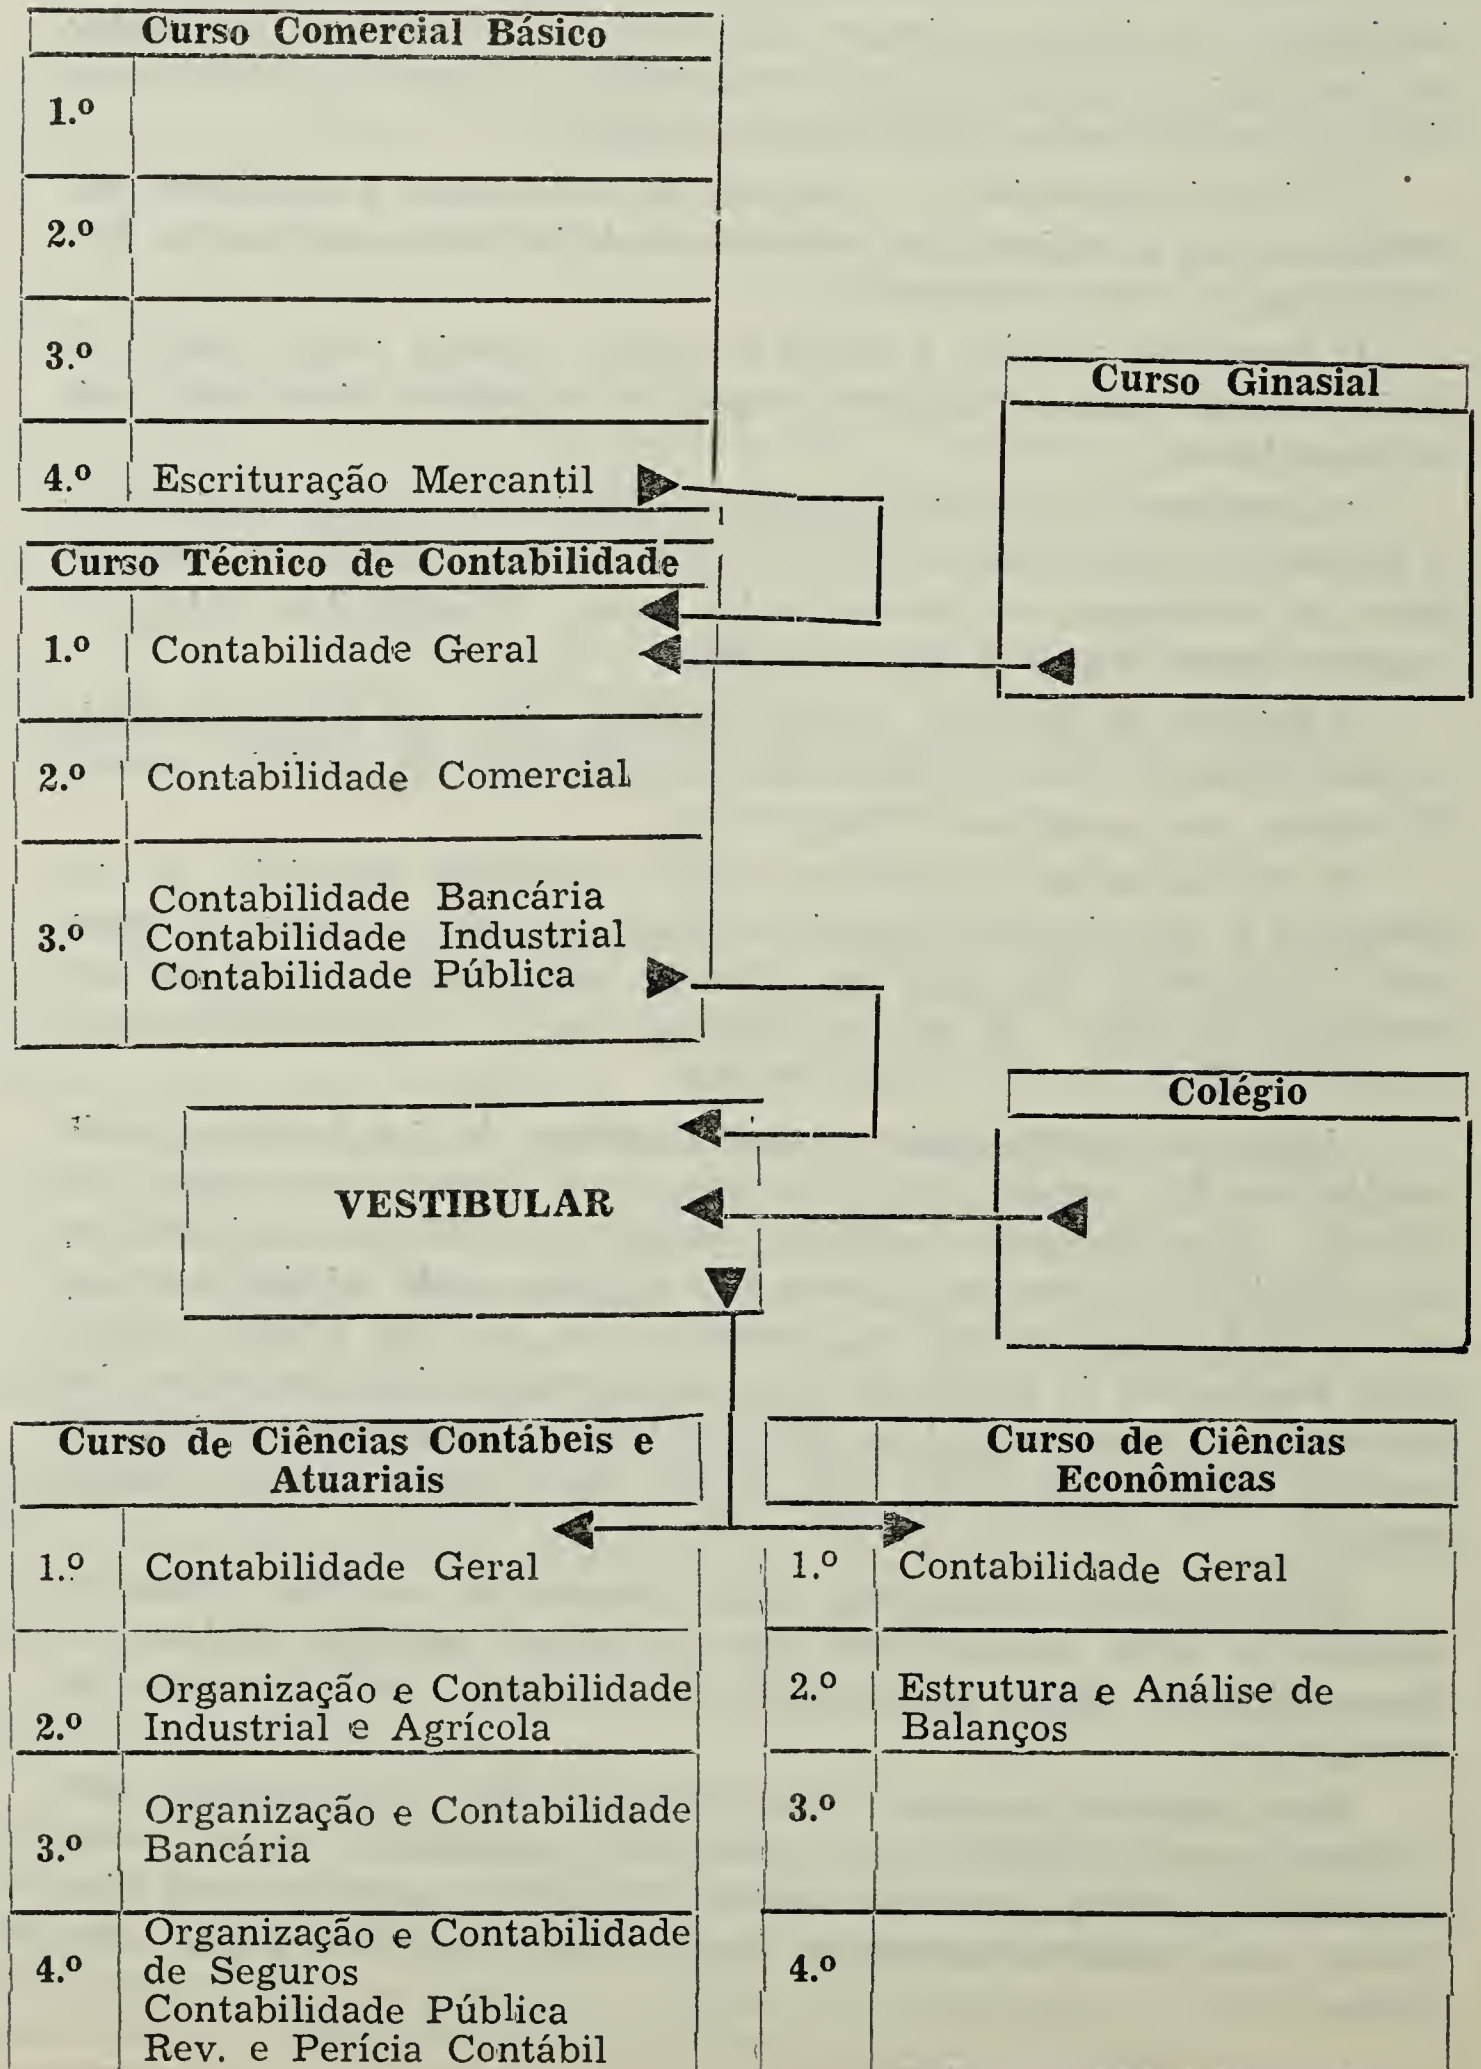 Curso Comercial Básico
1.º
2.º
3.º
4.º Escrituração Mercantil
Curso Ginasial
Curso Técnico de Contabilidade
1.º Contabilidade Geral
2.º Contabilidade Comercial
Contabilidade Bancária
3.º Contabilidade Industrial
Contabilidade Pública
Colégio
VESTIBULAR
Curso de Ciências Contábeis e
Atuariais
1.º Contabilidade Geral
Organização e Contabilidade
2.º Industrial e Agrícola
Organização e Contabilidade
3.º Bancária
Organização e Contabilidade
4.º de Seguros
Contabilidade Pública
Rev. e Perícia Contábil
Curso de Ciências
Econômicas
1.º Contabilidade Geral
2.º Estrutura e Análise de
Balanços
3.º
4.º